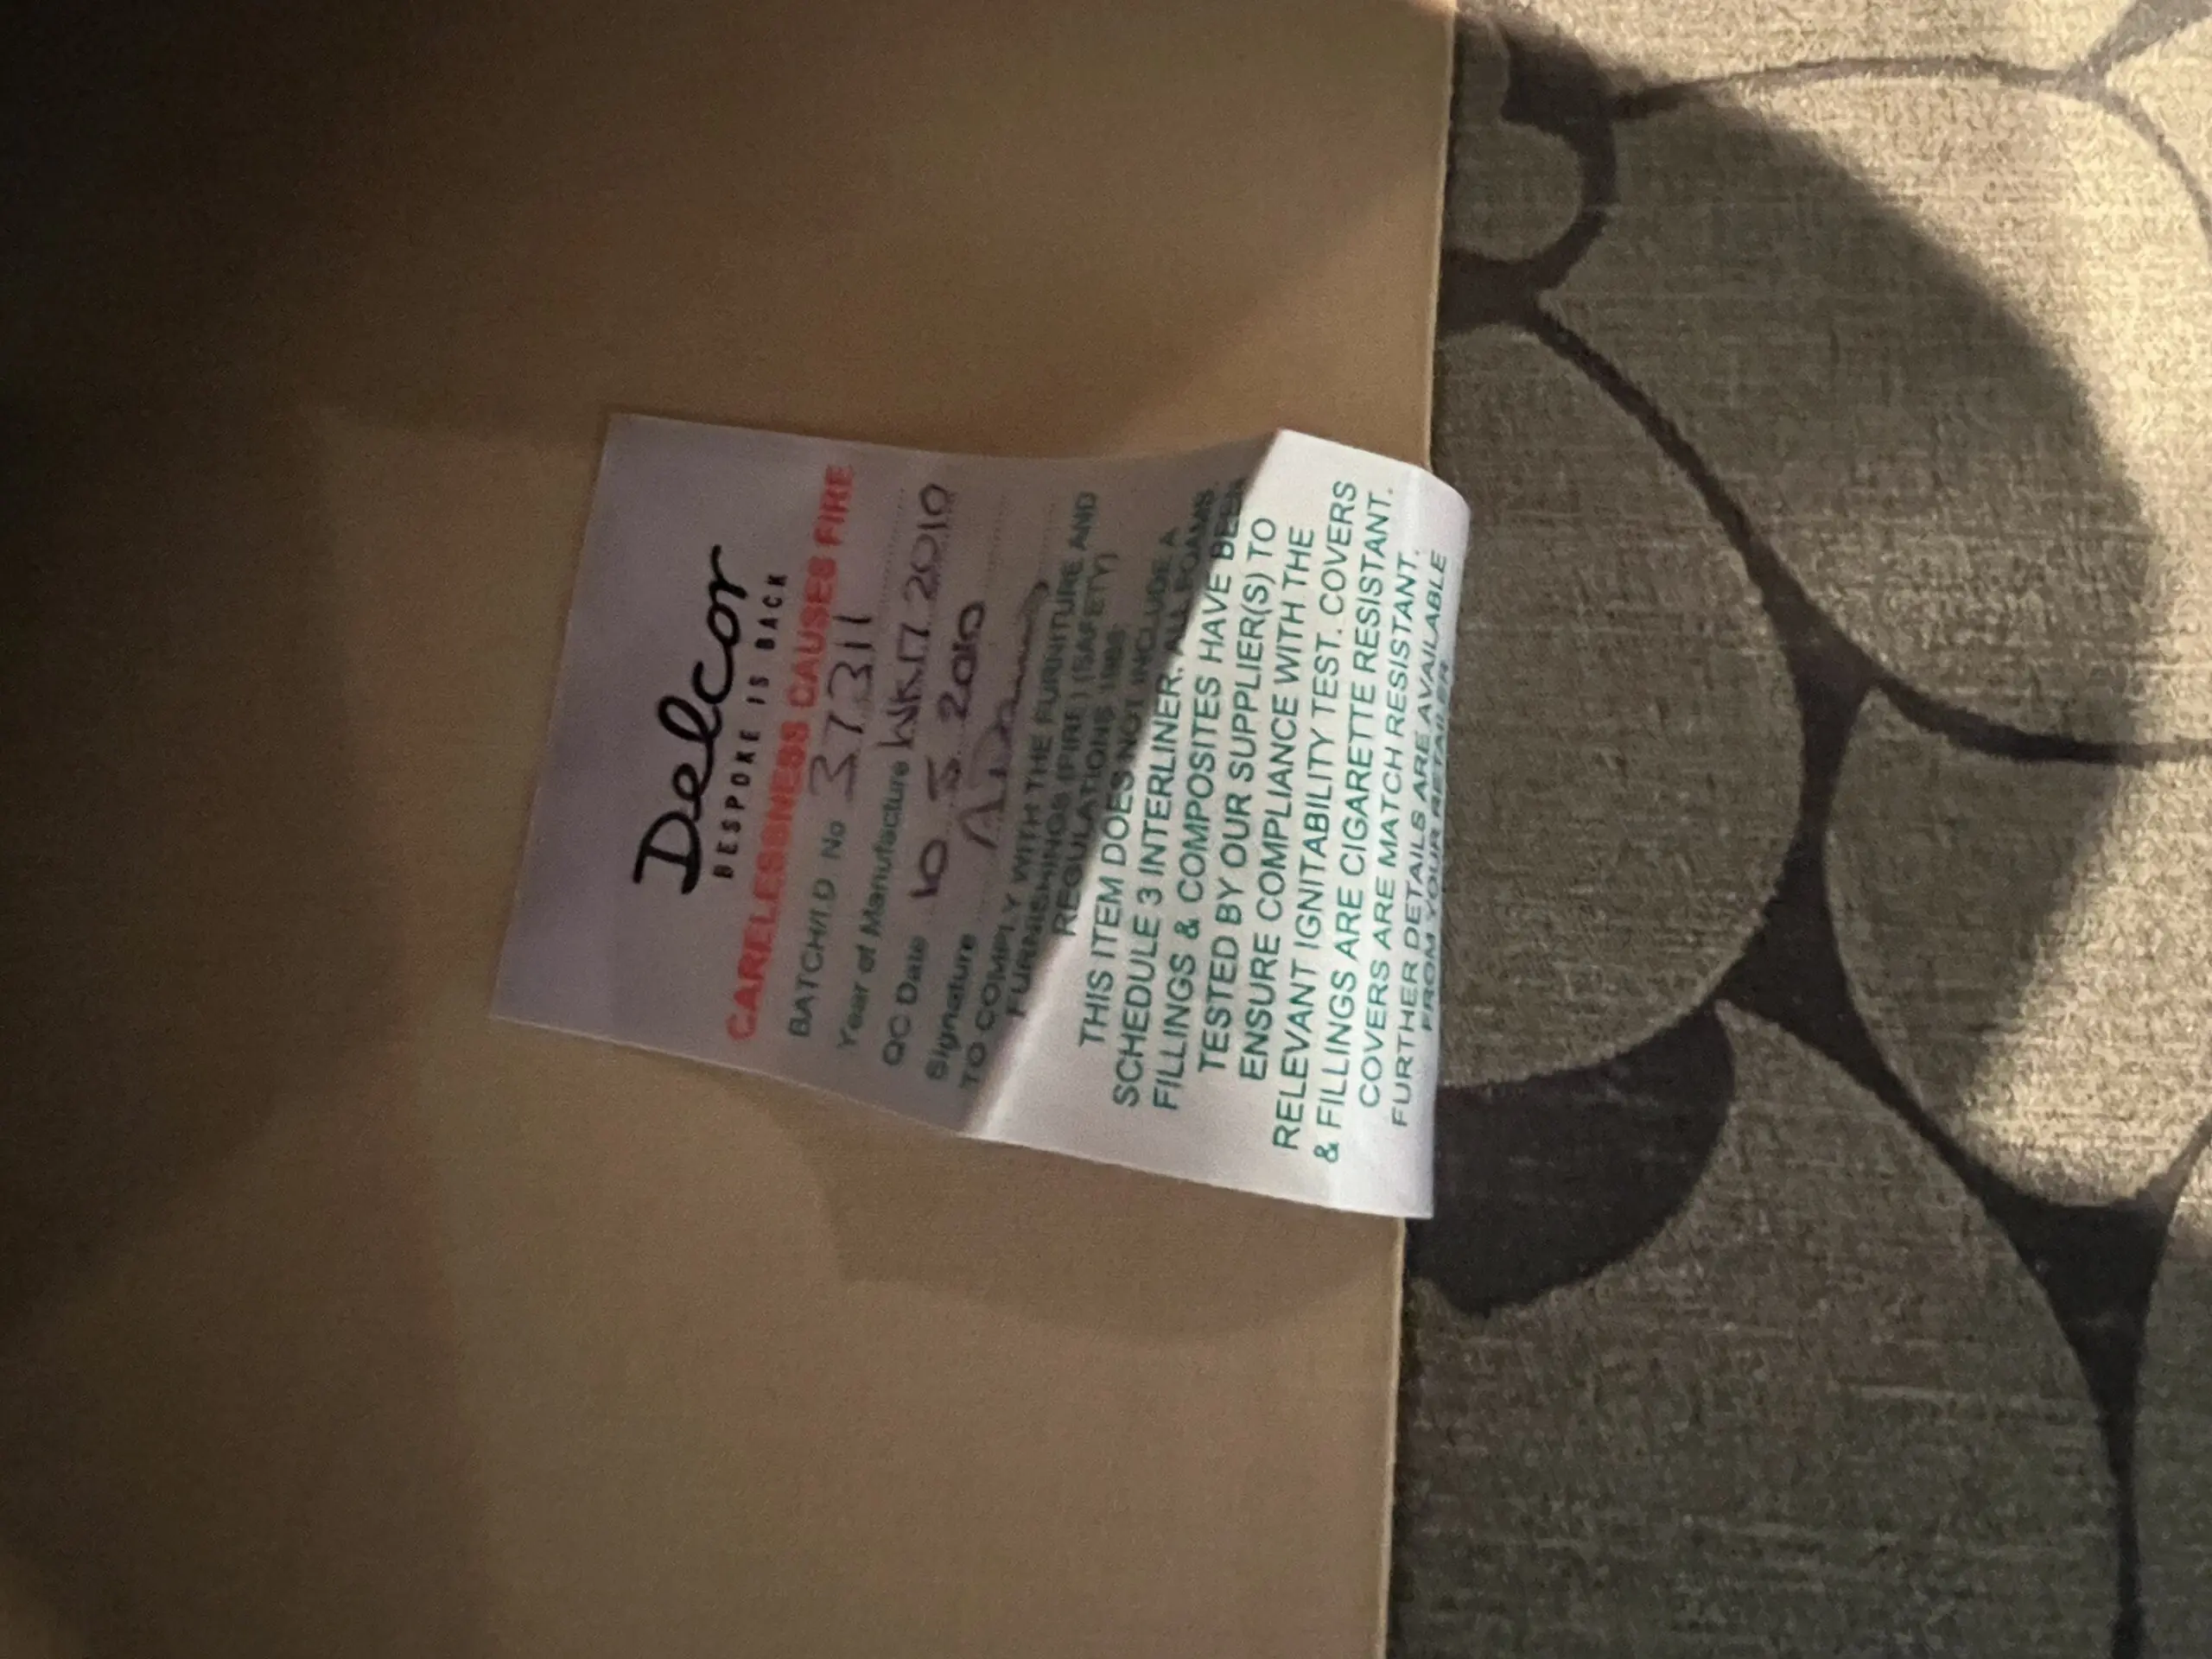 Delcor
BESPOKE IS BACK
CARELESSNESS CAUSES FIRE
BATCH/I.D No 37311
Year of Manufacture WK17.2010
QC Date 10 5 2010
Signature
TO COMPLY WITH THE FURNITURE AND
FURNISHINGS (FIRE) (SAFETY)
REGULATIONS 1988
THIS ITEM DOES NOT INCLUDE A
SCHEDULE 3 INTERLINER. ALL FOAMS,
FILLINGS & COMPOSITES HAVE BEEN
TESTED BY OUR SUPPLIER(S) TO
ENSURE COMPLIANCE WITH THE
RELEVANT IGNITABILITY TEST. COVERS
& FILLINGS ARE CIGARETTE RESISTANT.
COVERS ARE MATCH RESISTANT.
FURTHER DETAILS ARE AVAILABLE
FROM YOUR RETAILER